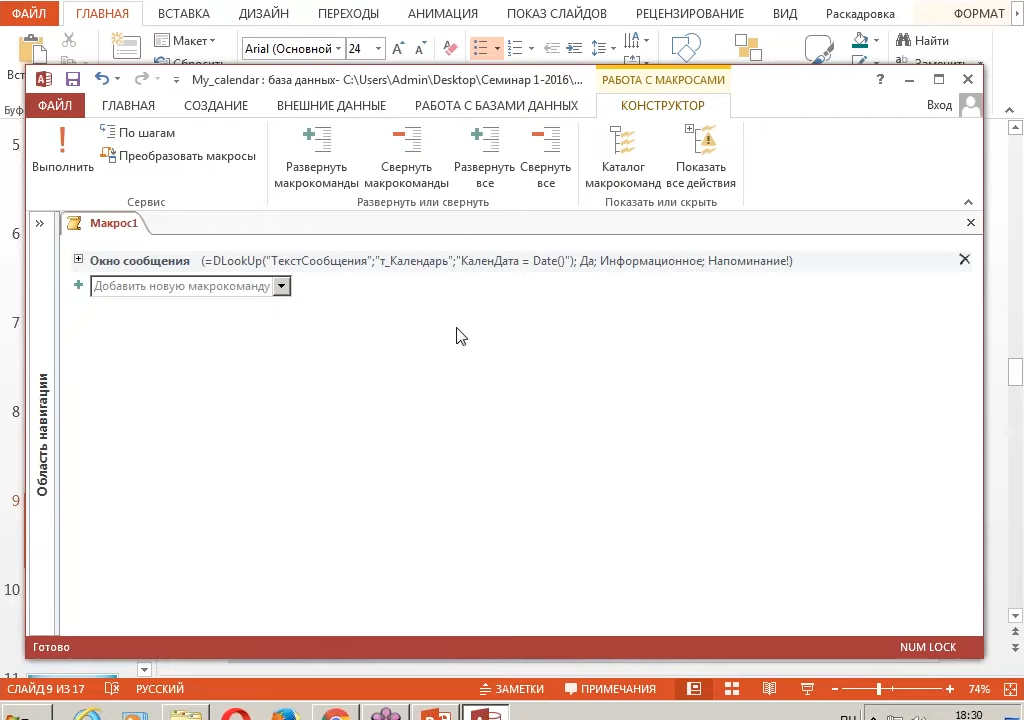 ФАЙЛ ГЛАВНАЯ ВСТАВКА ДИЗАЙН ПЕРЕХОДЫ АНИМАЦИЯ ПОКАЗ СЛАЙДОВ РЕЦЕНЗИРОВАНИЕ ВИД Раскадровка ФОРМАТ
Макет Arial (Основной 24 Найти
My_calendar : база данных- C:\Users\Admin\Desktop\Семинар 1-2016\... РАБОТА С МАКРОСАМИ ?
ФАЙЛ ГЛАВНАЯ СОЗДАНИЕ ВНЕШНИЕ ДАННЫЕ РАБОТА С БАЗАМИ ДАННЫХ КОНСТРУКТОР Вход
Выполнить
По шагам
Преобразовать макросы
Развернуть макрокоманды
Свернуть макрокоманды
Развернуть все
Свернуть все
Каталог макрокоманд
Показать все действия
Сервис Развернуть или свернуть Показать или скрыть
Макрос1
Окно сообщения (=DLookUp("ТекстСообщения";"т_Календарь";"КаленДата = Date()"); Да; Информационное; Напоминание!)
Добавить новую макрокоманду
Область навигации
5
6
7
8
9
10
Готово NUM LOCK
СЛАЙД 9 ИЗ 17 РУССКИЙ ЗАМЕТКИ ПРИМЕЧАНИЯ 74%
18:30